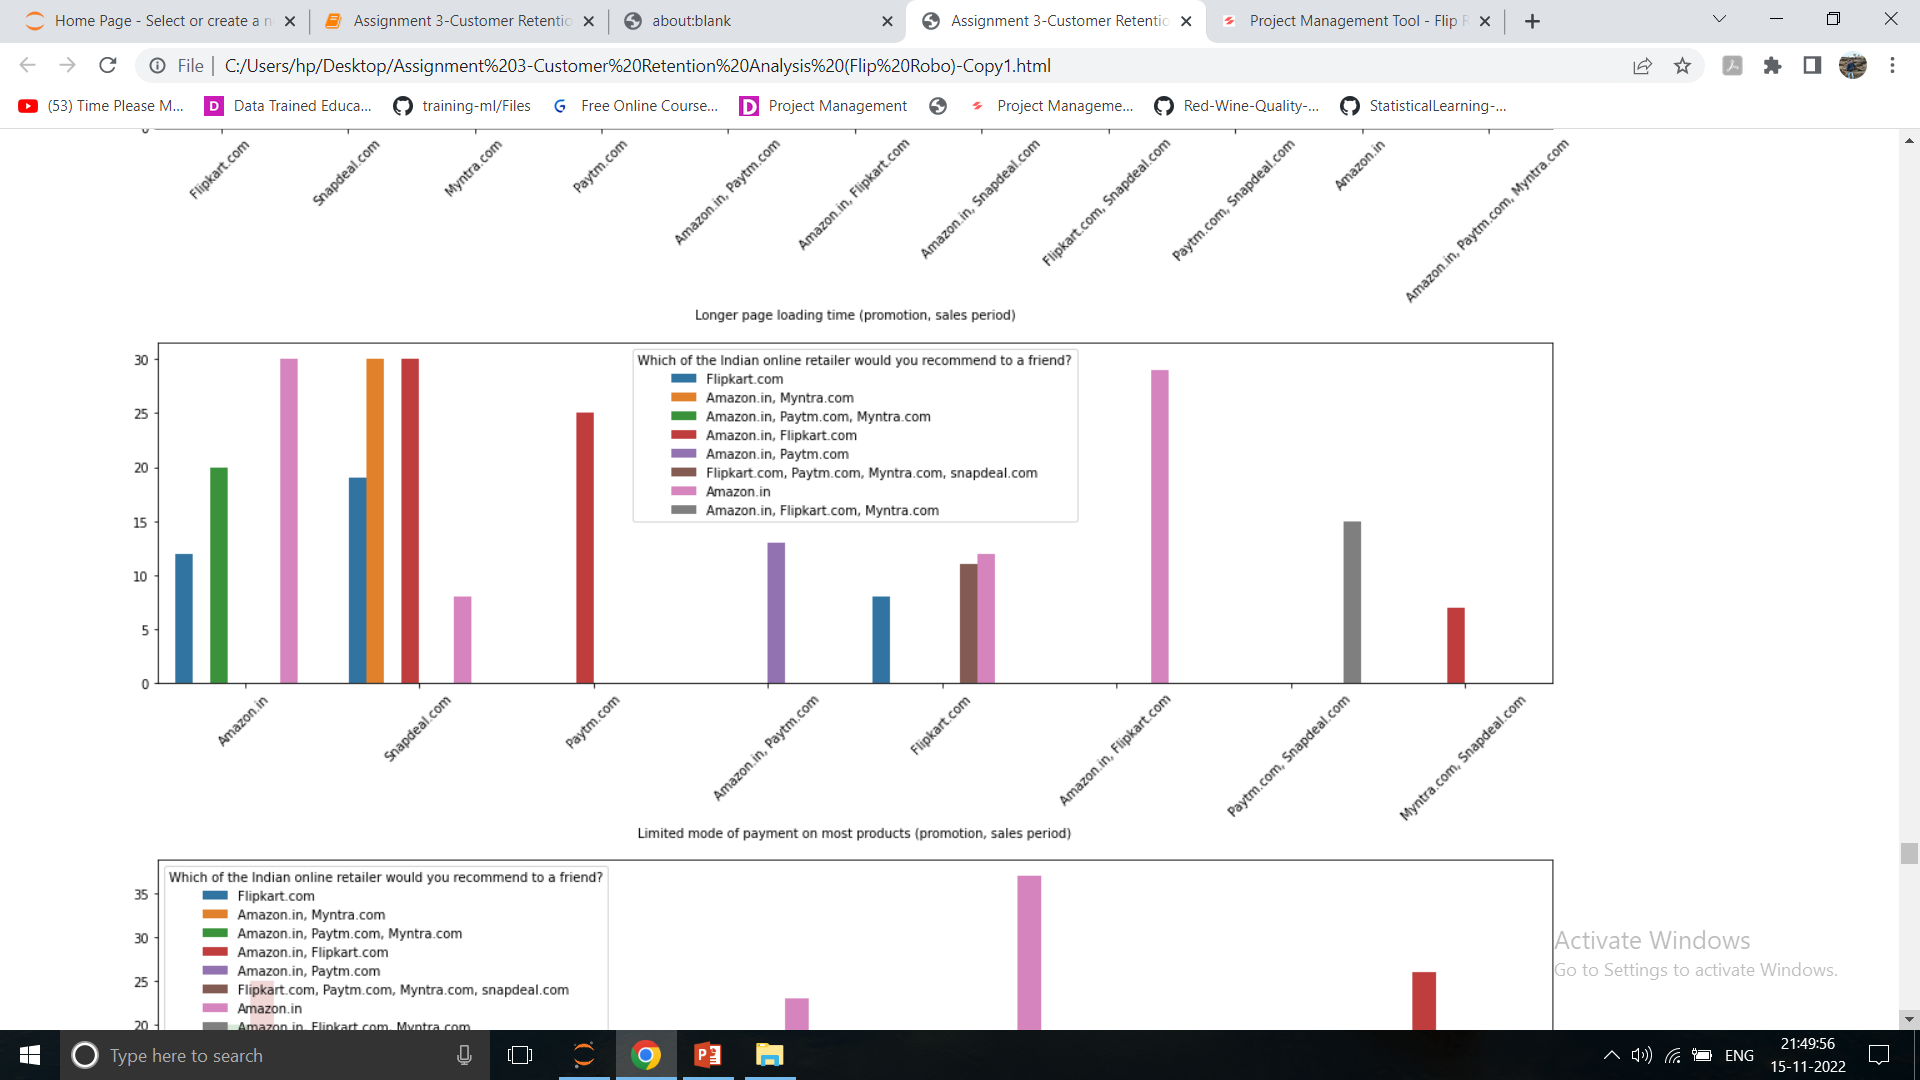 Home Page - Select or create a n
Assignment 3-Customer Retentio
about:blank
Assignment 3-Customer Retentio
Project Management Tool - Flip R
File
C:/Users/hp/Desktop/Assignment%203-Customer%20Retention%20Analysis%20(Flip%20Robo)-Copy1.html
(53) Time Please M...
Data Trained Educa...
training-ml/Files
Free Online Course...
Project Management
Project Manageme...
Red-Wine-Quality-...
StatisticalLearning-...
0
Flipkart.com
Snapdeal.com
Myntra.com
Paytm.com
Amazon.in, Paytm.com
Amazon.in, Flipkart.com
Amazon.in, Snapdeal.com
Flipkart.com, Snapdeal.com
Paytm.com, Snapdeal.com
Amazon.in
Amazon.in, Paytm.com, Myntra.com
Longer page loading time (promotion, sales period)
30
25
20
15
10
5
0
Which of the Indian online retailer would you recommend to a friend?
Flipkart.com
Amazon.in, Myntra.com
Amazon.in, Paytm.com, Myntra.com
Amazon.in, Flipkart.com
Amazon.in, Paytm.com
Flipkart.com, Paytm.com, Myntra.com, snapdeal.com
Amazon.in
Amazon.in, Flipkart.com, Myntra.com
Amazon.in
Snapdeal.com
Paytm.com
Amazon.in, Paytm.com
Flipkart.com
Amazon.in, Flipkart.com
Paytm.com, Snapdeal.com
Myntra.com, Snapdeal.com
Limited mode of payment on most products (promotion, sales period)
35
30
25
20
Which of the Indian online retailer would you recommend to a friend?
Flipkart.com
Amazon.in, Myntra.com
Amazon.in, Paytm.com, Myntra.com
Amazon.in, Flipkart.com
Amazon.in, Paytm.com
Flipkart.com, Paytm.com, Myntra.com, snapdeal.com
Amazon.in
Amazon.in, Flipkart.com, Myntra.com
Activate Windows
Go to Settings to activate Windows.
Type here to search
ENG
21:49:56
15-11-2022